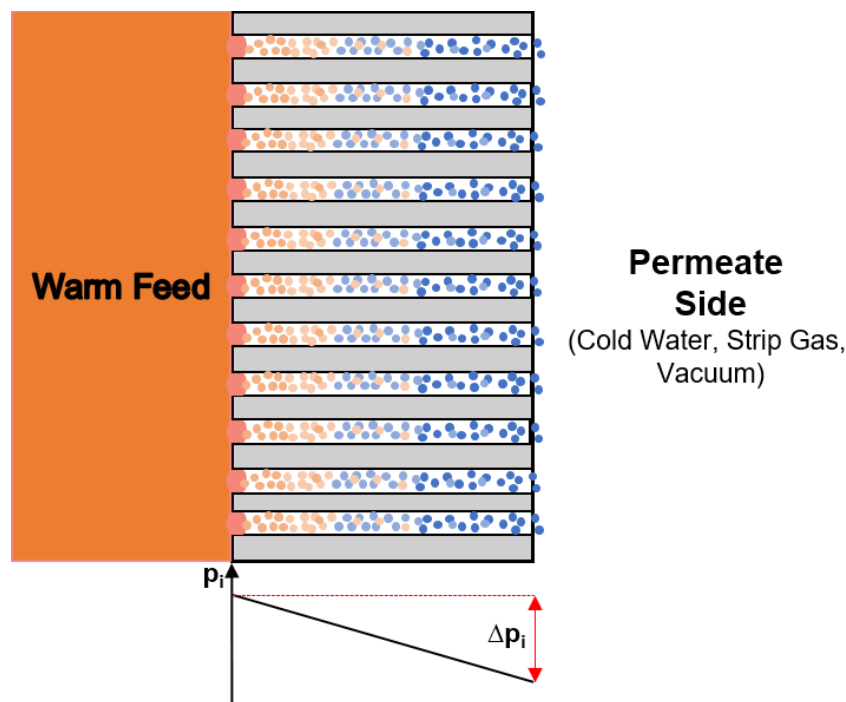 Warm Feed
Permeate
Side
(Cold Water, Strip Gas,
Vacuum)
pᵢ
Δpᵢ